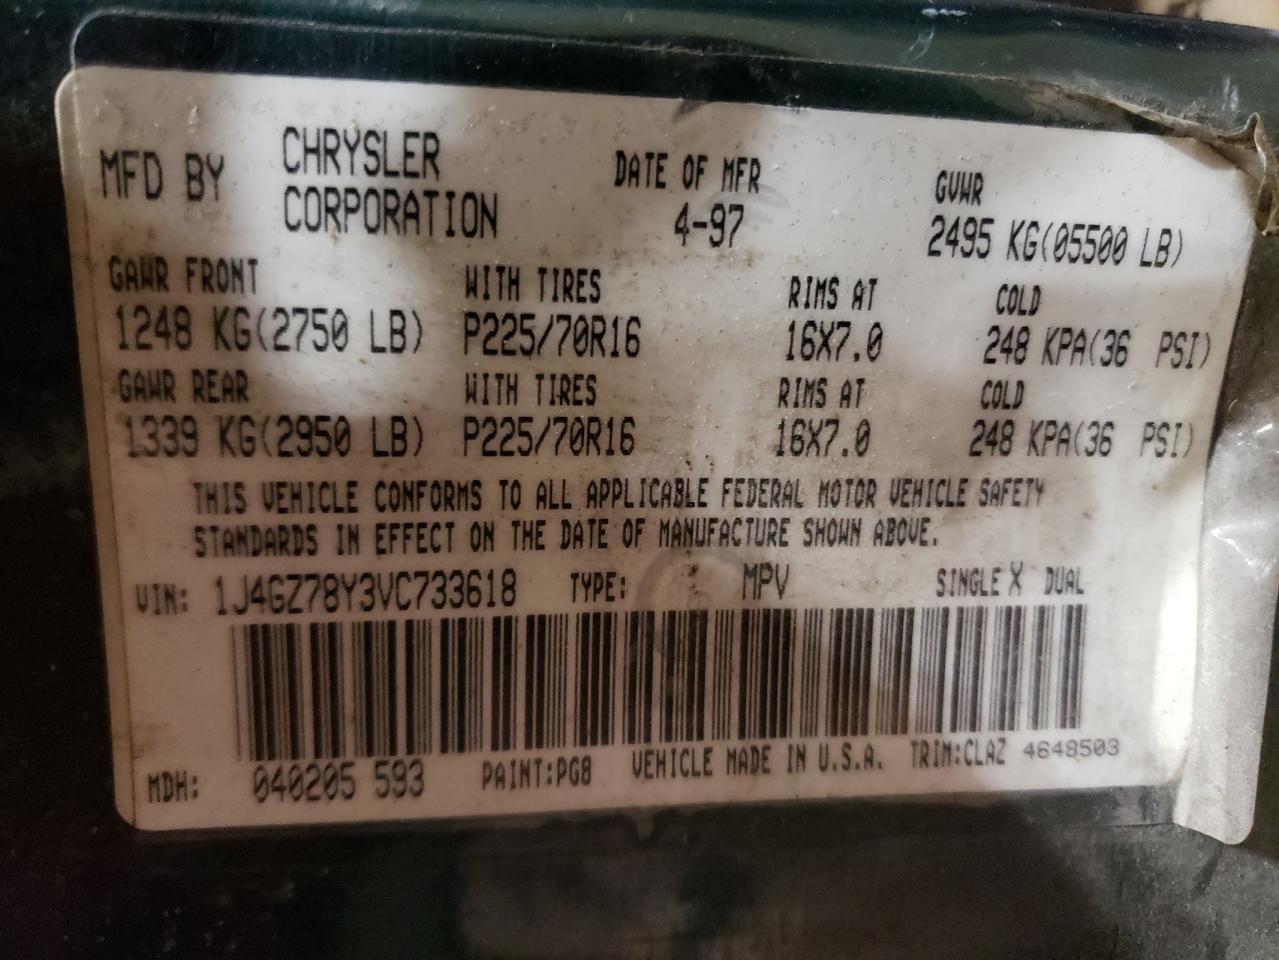 MFD BY CHRYSLER CORPORATION DATE OF MFR 4-97 GVWR 2495 KG(05500 LB)
GAWR FRONT WITH TIRES RIMS AT COLD
1248 KG(2750 LB) P225/70R16 16X7.0 248 KPA(36 PSI)
GAWR REAR WITH TIRES RIMS AT COLD
1339 KG(2950 LB) P225/70R16 16X7.0 248 KPA(36 PSI)
THIS VEHICLE CONFORMS TO ALL APPLICABLE FEDERAL MOTOR VEHICLE SAFETY
STANDARDS IN EFFECT ON THE DATE OF MANUFACTURE SHOWN ABOVE.
VIN: 1J4GZ78Y3VC733618 TYPE: MPV SINGLE X DUAL
MDH: 040205 593 PAINT:PG8 VEHICLE MADE IN U.S.A. TRIM:CLAZ 4648503